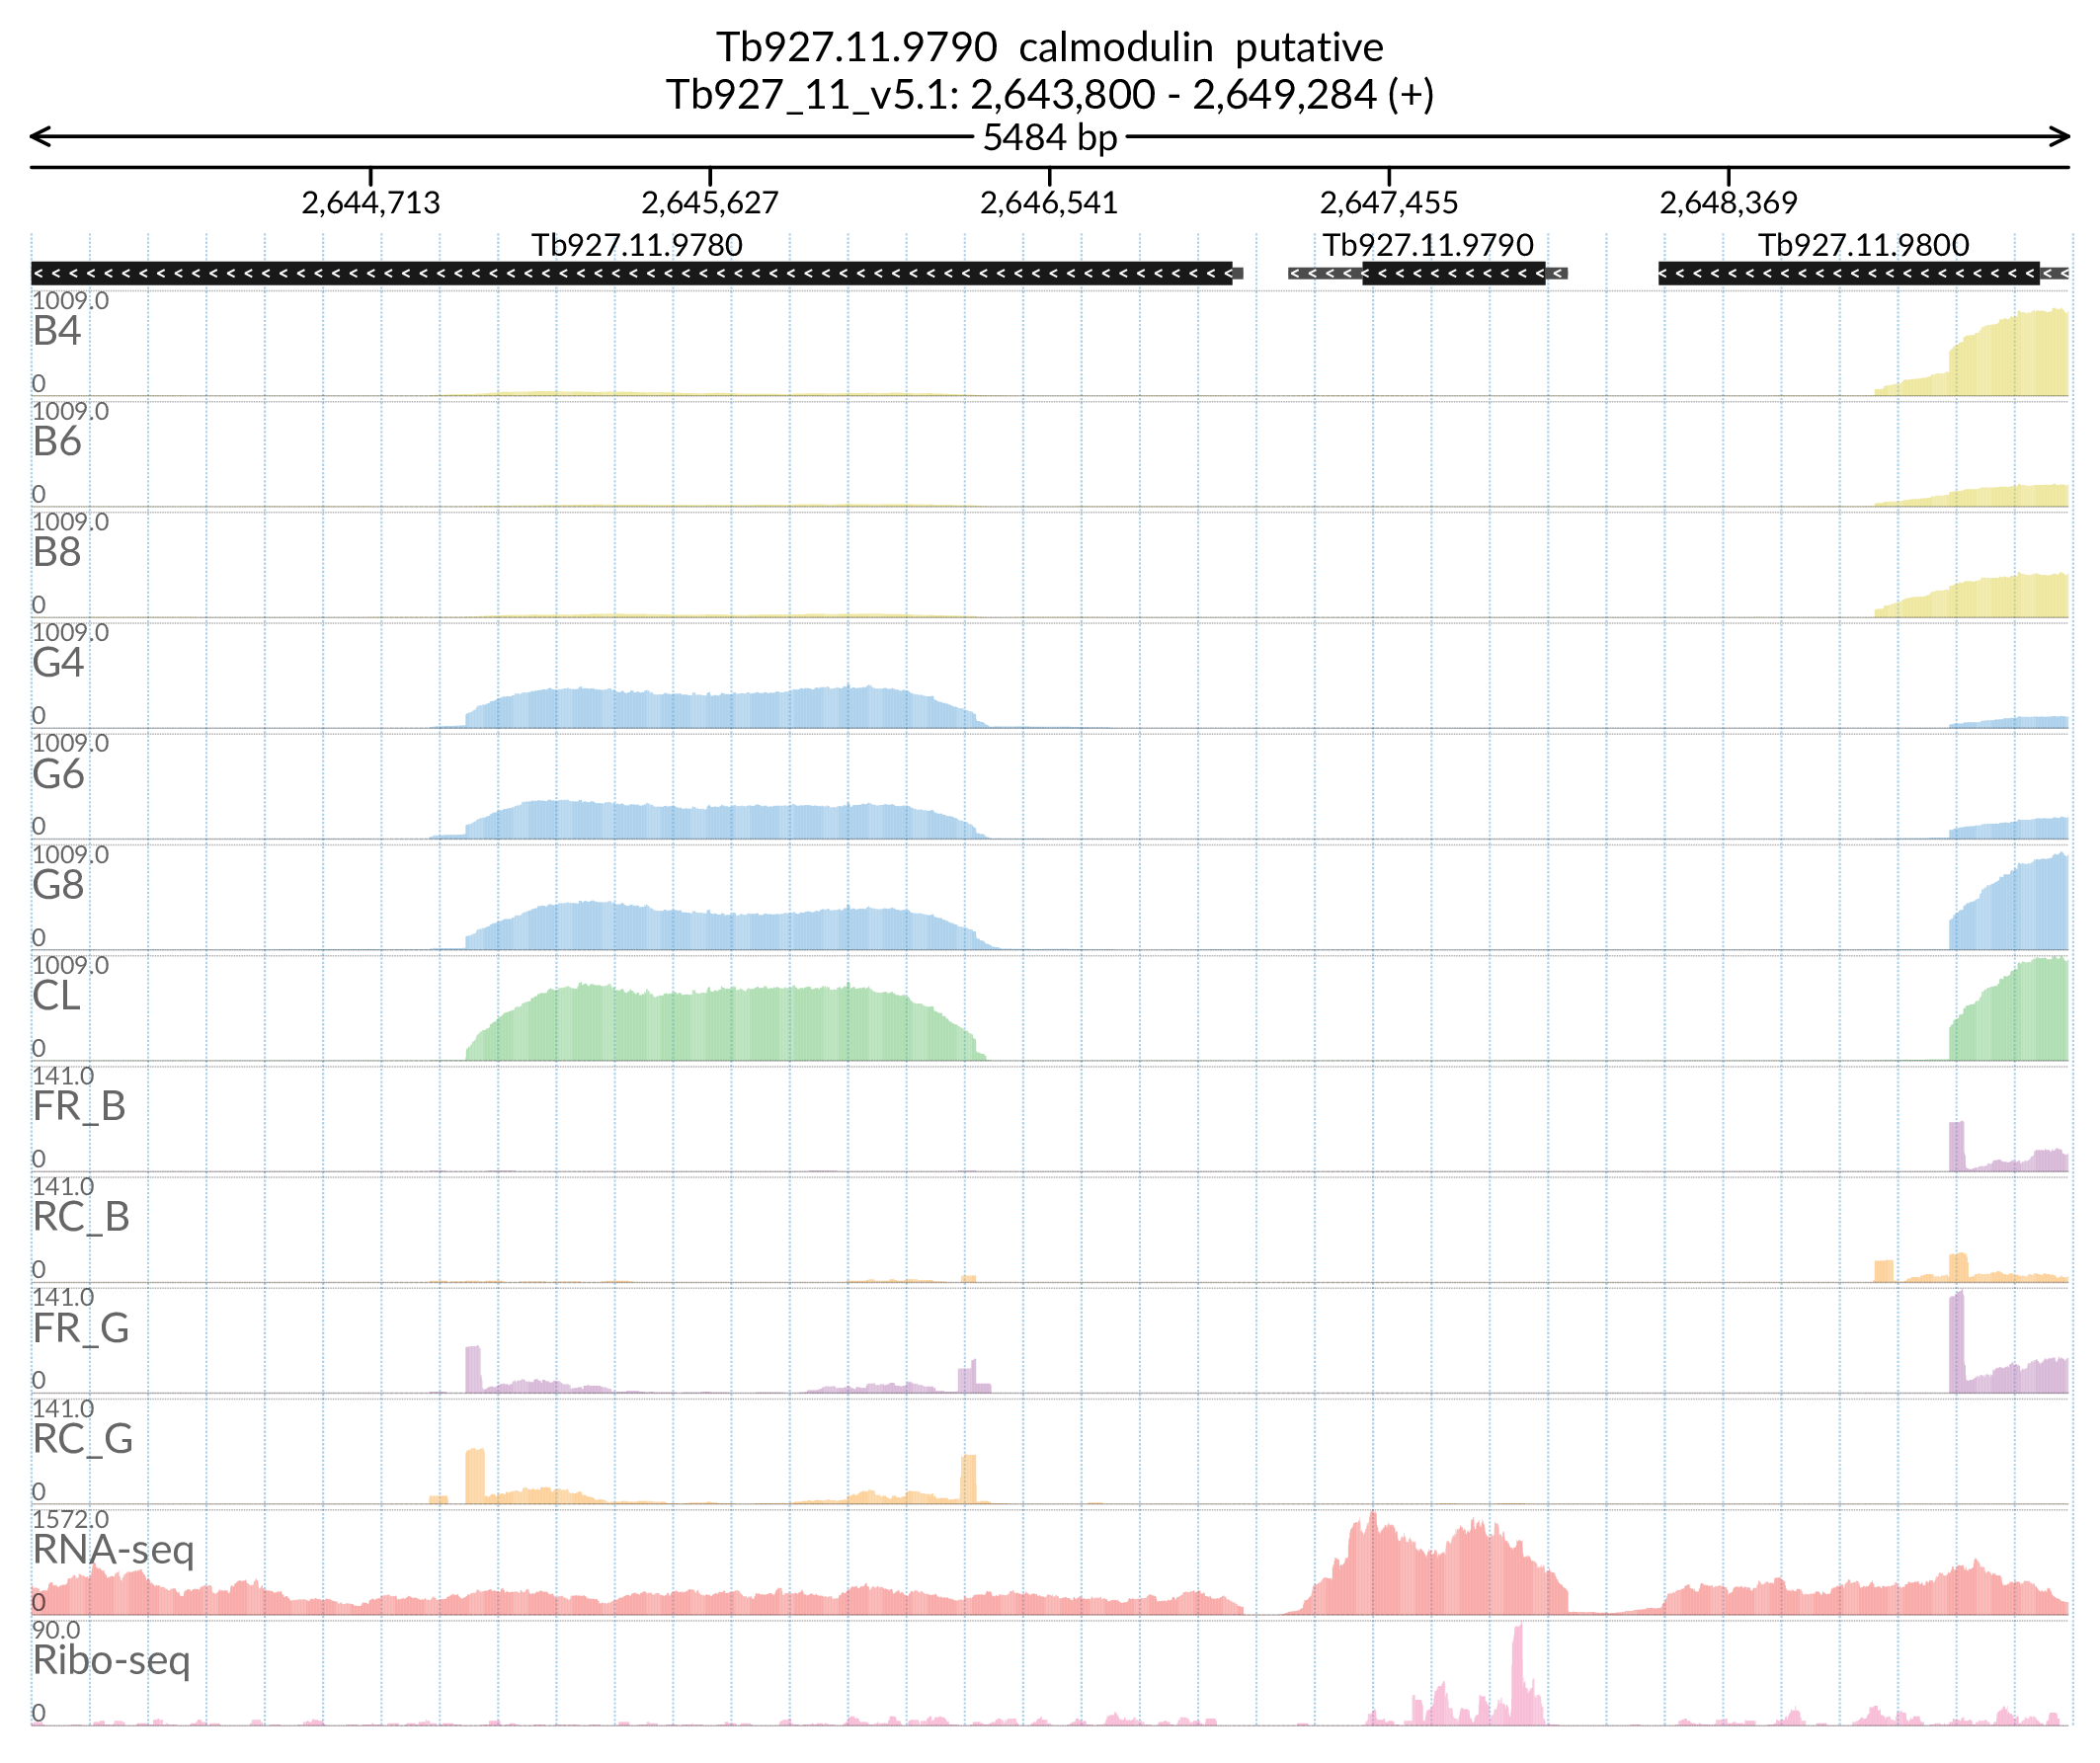 Tb927.11.9790 calmodulin putative
Tb927_11_v5.1: 2,643,800 - 2,649,284 (+)
5484 bp
2,644,713 2,645,627 2,646,541 2,647,455 2,648,369
Tb927.11.9780 Tb927.11.9790 Tb927.11.9800
1009.0
B4
0
1009.0
B6
0
1009.0
B8
0
1009.0
G4
0
1009.0
G6
0
1009.0
G8
0
1009.0
CL
0
141.0
FR_B
0
141.0
RC_B
0
141.0
FR_G
0
141.0
RC_G
0
1572.0
RNA-seq
0
90.0
Ribo-seq
0